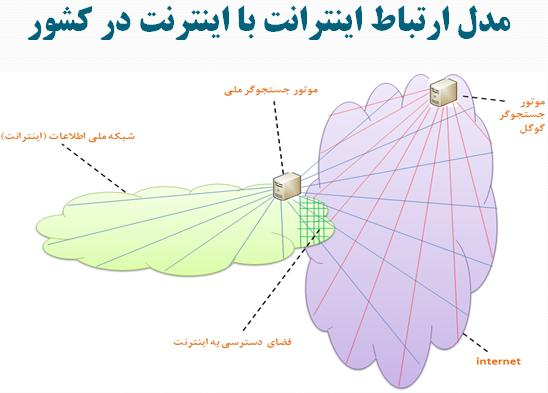 مدل ارتباط اینترانت با اینترنت در کشور
موتور جستجوگر ملی
موتور
جستجوگر
گوگل
شبکه ملی اطلاعات (اینترانت)
فضای دسترسی به اینترنت
internet